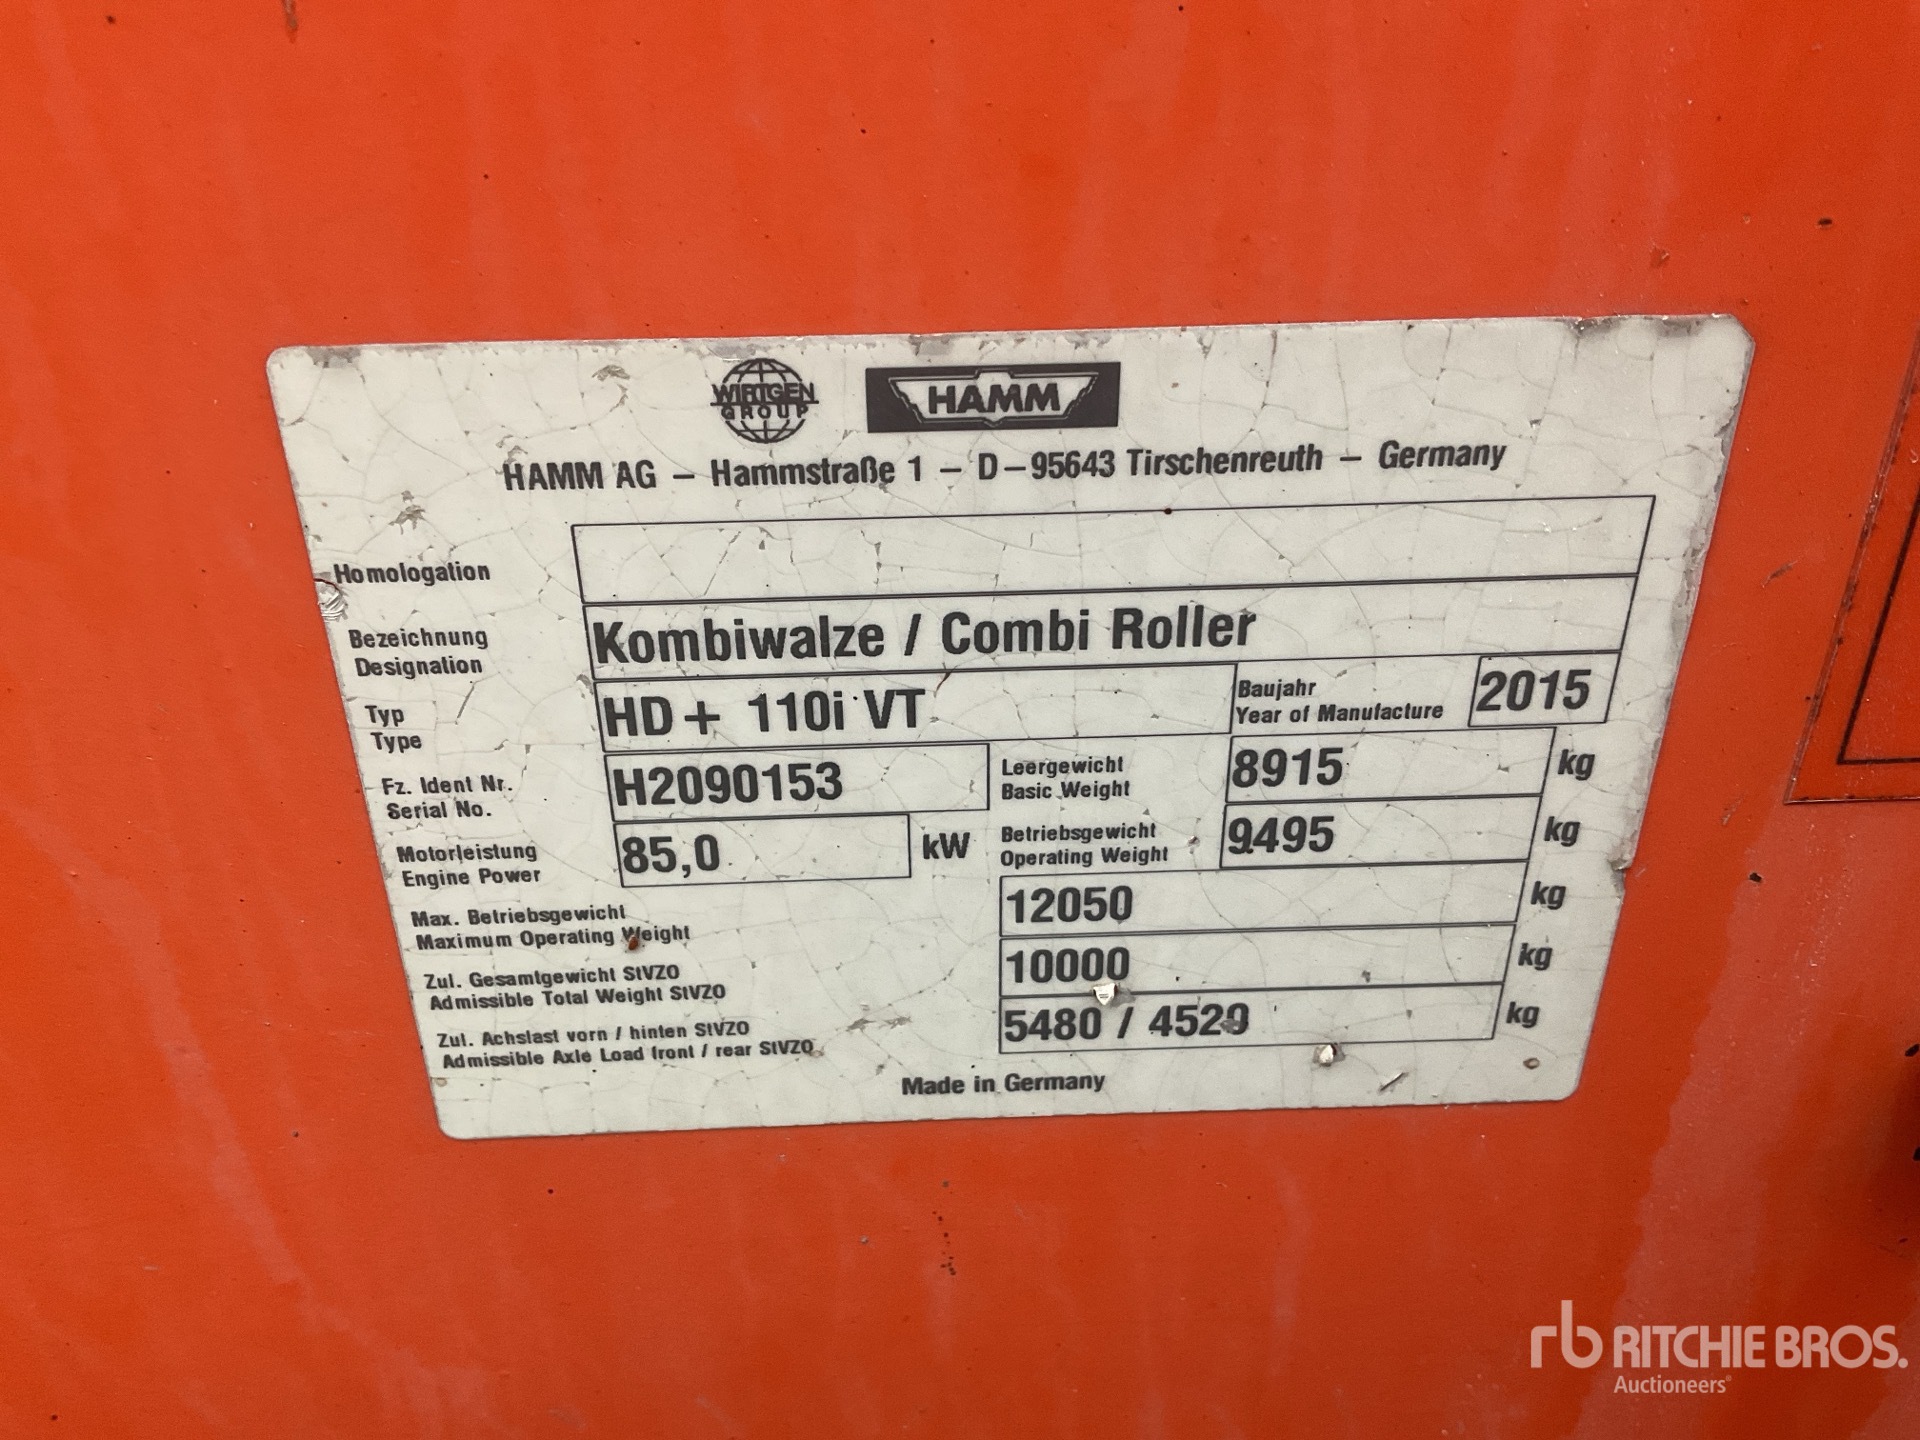 WIRTGEN
GROUP
HAMM
HAMM AG – Hammstraße 1 – D–95643 Tirschenreuth – Germany
Homologation
Bezeichnung
Designation
Kombiwalze / Combi Roller
Typ
Type
HD+ 110i VT
Baujahr
Year of Manufacture
2015
Fz. Ident Nr.
Serial No.
H2090153
Leergewicht
Basic Weight
8915 kg
Motorleistung
Engine Power
85,0 kW
Betriebsgewicht
Operating Weight
9495 kg
Max. Betriebsgewicht
Maximum Operating Weight
12050 kg
Zul. Gesamtgewicht StVZO
Admissible Total Weight StVZO
10000 kg
Zul. Achslast vorn / hinten StVZO
Admissible Axle Load front / rear StVZO
5480 / 4520 kg
Made in Germany
rb RITCHIE BROS.
Auctioneers